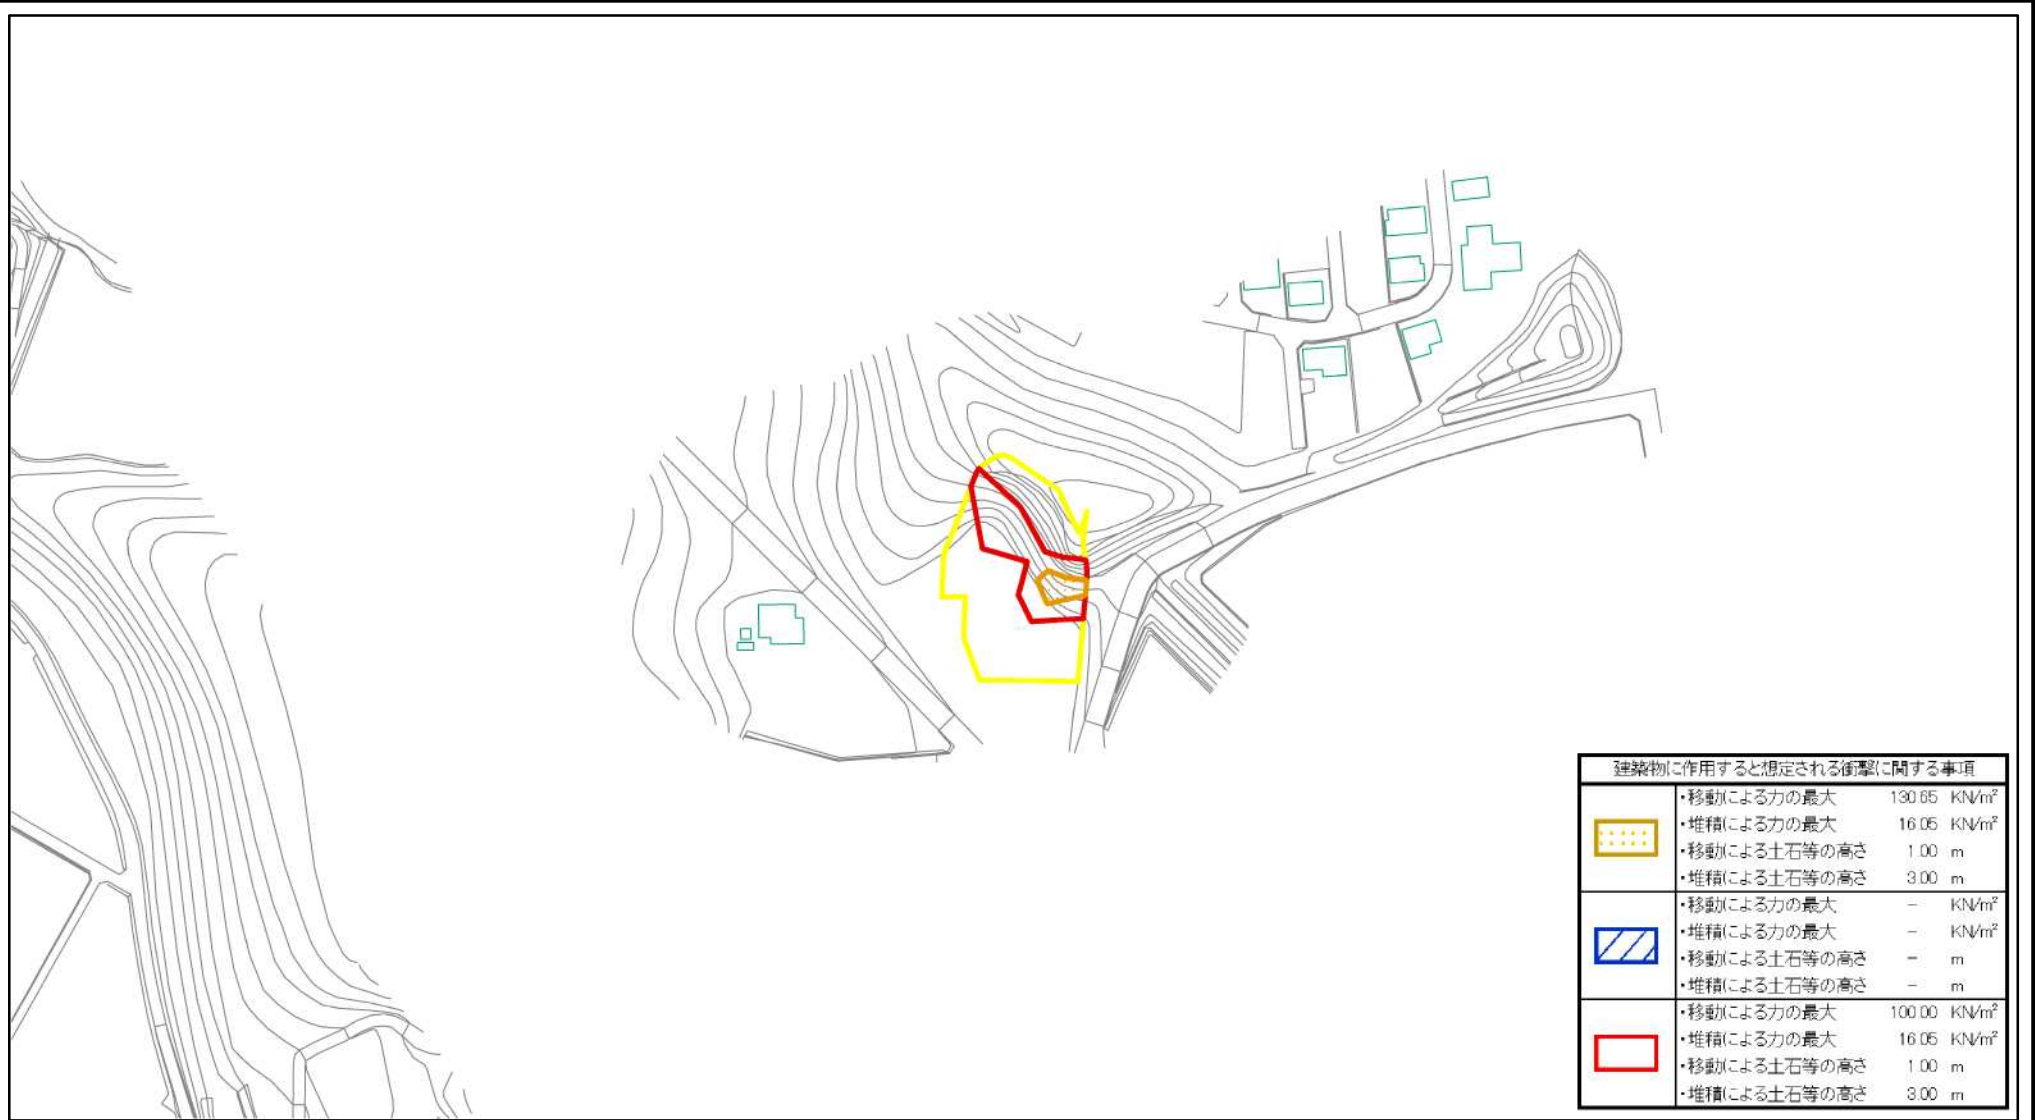 建築物に作用すると想定される衝撃に関する事項
・移動による力の最大 130.65 KN/m²
・堆積による力の最大 16.05 KN/m²
・移動による土石等の高さ 1.00 m
・堆積による土石等の高さ 3.00 m
・移動による力の最大 － KN/m²
・堆積による力の最大 － KN/m²
・移動による土石等の高さ － m
・堆積による土石等の高さ － m
・移動による力の最大 100.00 KN/m²
・堆積による力の最大 16.05 KN/m²
・移動による土石等の高さ 1.00 m
・堆積による土石等の高さ 3.00 m